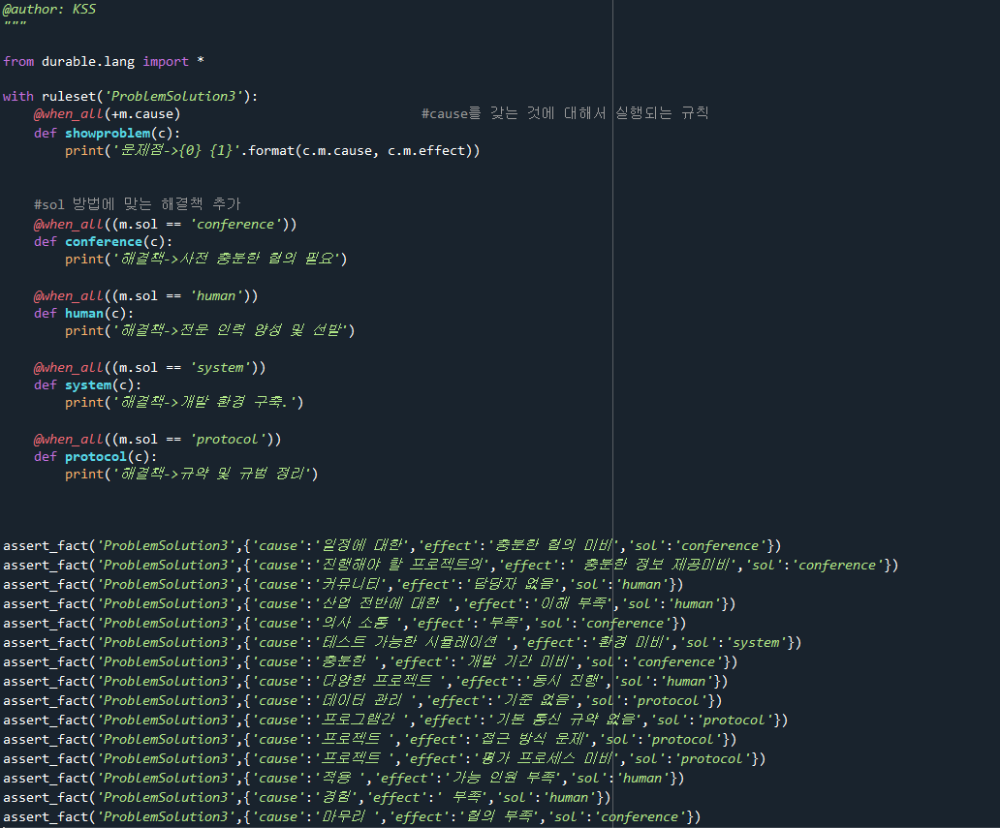 @author: KSS
"""
from durable.lang import *
with ruleset('ProblemSolution3'):
    @when_all(+m.cause)                               #cause를 갖는 것에 대해서 실행되는 규칙
    def showproblem(c):
        print('문제점->{0} {1}'.format(c.m.cause, c.m.effect))
    #sol 방법에 맞는 해결책 추가
    @when_all((m.sol == 'conference'))
    def conference(c):
        print('해결책->사전 충분한 협의 필요')
    @when_all((m.sol == 'human'))
    def human(c):
        print('해결책->전문 인력 양성 및 선발')
    @when_all((m.sol == 'system'))
    def system(c):
        print('해결책->개발 환경 구축.')
    @when_all((m.sol == 'protocol'))
    def protocol(c):
        print('해결책->규약 및 규범 정리')
assert_fact('ProblemSolution3',{'cause':'일정에 대한','effect':'충분한 협의 미비','sol':'conference'})
assert_fact('ProblemSolution3',{'cause':'진행해야 할 프로젝트의','effect':' 충분한 정보 제공미비','sol':'conference'})
assert_fact('ProblemSolution3',{'cause':'커뮤니티','effect':'담당자 없음','sol':'human'})
assert_fact('ProblemSolution3',{'cause':'산업 전반에 대한 ','effect':'이해 부족','sol':'human'})
assert_fact('ProblemSolution3',{'cause':'의사 소통 ','effect':'부족','sol':'conference'})
assert_fact('ProblemSolution3',{'cause':'테스트 가능한 시뮬레이션 ','effect':'환경 미비','sol':'system'})
assert_fact('ProblemSolution3',{'cause':'충분한 ','effect':'개발 기간 미비','sol':'conference'})
assert_fact('ProblemSolution3',{'cause':'다양한 프로젝트 ','effect':'동시 진행','sol':'human'})
assert_fact('ProblemSolution3',{'cause':'데이터 관리 ','effect':'기준 없음','sol':'protocol'})
assert_fact('ProblemSolution3',{'cause':'프로그램간 ','effect':'기본 통신 규약 없음','sol':'protocol'})
assert_fact('ProblemSolution3',{'cause':'프로젝트 ','effect':'접근 방식 문제','sol':'protocol'})
assert_fact('ProblemSolution3',{'cause':'프로젝트 ','effect':'평가 프로세스 미비','sol':'protocol'})
assert_fact('ProblemSolution3',{'cause':'적용 ','effect':'가능 인원 부족','sol':'human'})
assert_fact('ProblemSolution3',{'cause':'경험','effect':' 부족','sol':'human'})
assert_fact('ProblemSolution3',{'cause':'마무리 ','effect':'협의 부족','sol':'conference'})